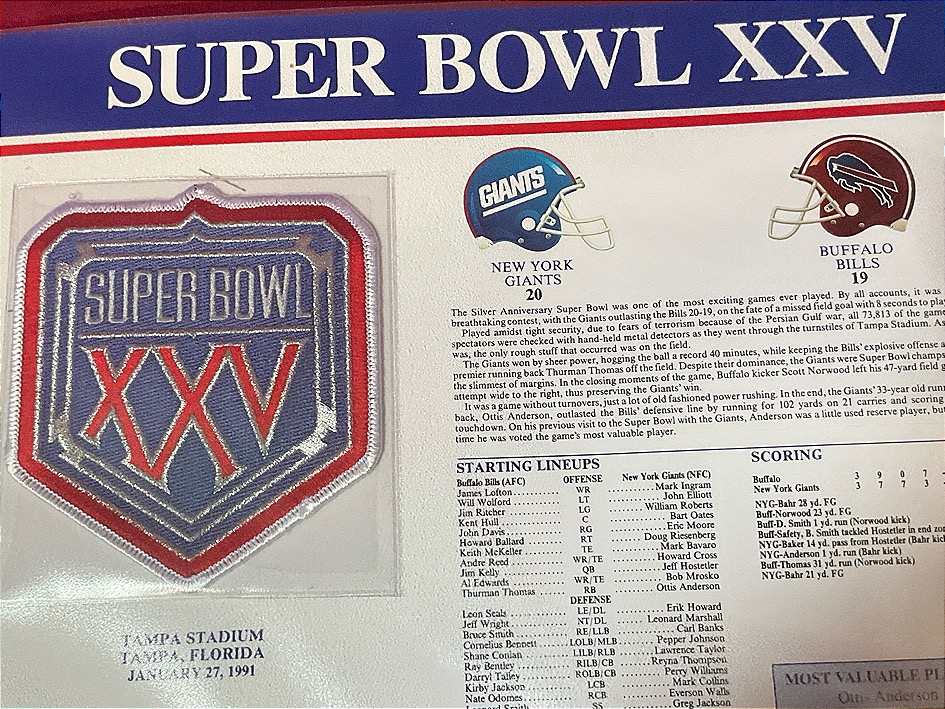 SUPER BOWL XXV
SUPER BOWL
XXV
TAMPA STADIUM
TAMPA, FLORIDA
JANUARY 27, 1991
GIANTS
NEW YORK
GIANTS
20
BUFFALO
BILLS
19
The Silver Anniversary Super Bowl was one of the most exciting games ever played. By all accounts, it was
breathtaking contest, with the Giants outlasting the Bills 20-19, on the fate of a missed field goal with 8 seconds to pla
Played amidst tight security, due to fears of terrorism because of the Persian Gulf war, all 73,813 of the game
spectators were checked with hand-held metal detectors as they went through the turnstiles of Tampa Stadium. As
was, the only rough stuff that occurred was on the field.
The Giants won by sheer power, hogging the ball a record 40 minutes, while keeping the Bills' explosive offense a
premier running back Thurman Thomas off the field. Despite their dominance, the Giants were Super Bowl champs
the slimmest of margins. In the closing moments of the game, Buffalo kicker Scott Norwood left his 47-yard field g
attempt wide to the right, thus preserving the Giants' win.
It was a game without turnovers, just a lot of old fashioned power rushing. In the end, the Giants' 33-year old run
back, Ottis Anderson, outlasted the Bills' defensive line by running for 102 yards on 21 carries and scoring
touchdown. On his previous visit to the Super Bowl with the Giants, Anderson was a little used reserve player, but
time he was voted the game's most valuable player.
STARTING LINEUPS
Buffalo Bills (AFC) OFFENSE New York Giants (NFC)
James Lofton WR Mark Ingram
Will Wolford LT John Elliott
Jim Ritcher LG William Roberts
Kent Hull C Bart Oates
John Davis RG Eric Moore
Howard Ballard RT Doug Riesenberg
Keith McKeller TE Mark Bavaro
Andre Reed WR/TE Howard Cross
Jim Kelly QB Jeff Hostetler
Al Edwards WR/TE Bob Mrosko
Thurman Thomas RB Ottis Anderson
DEFENSE
Leon Seals LE/DL Erik Howard
Jeff Wright NT/DL Leonard Marshall
Bruce Smith RE/LLB Carl Banks
Cornelius Bennett LOLB/MLB Pepper Johnson
Shane Conlan LILB/RLB Lawrence Taylor
Ray Bentley RILB/CB Reyna Thompson
Darryl Talley ROLB/CB Perry Williams
Kirby Jackson LCB Mark Collins
Nate Odomes RCB Everson Walls
Leonard Smith SS Greg Jackson
SCORING
Buffalo 3 9 0 7
New York Giants 3 7 7 3
NYG-Bahr 28 yd. FG
Buff-Norwood 23 yd. FG
Buff-D. Smith 1 yd. run (Norwood kick)
Buff-Safety, B. Smith tackled Hostetler in end zon
NYG-Baker 14 yd. pass from Hostetler (Bahr kick
NYG-Anderson 1 yd. run (Bahr kick)
Buff-Thomas 31 yd. run (Norwood kick)
NYG-Bahr 21 yd. FG
MOST VALUABLE PL
Ottis Anderson